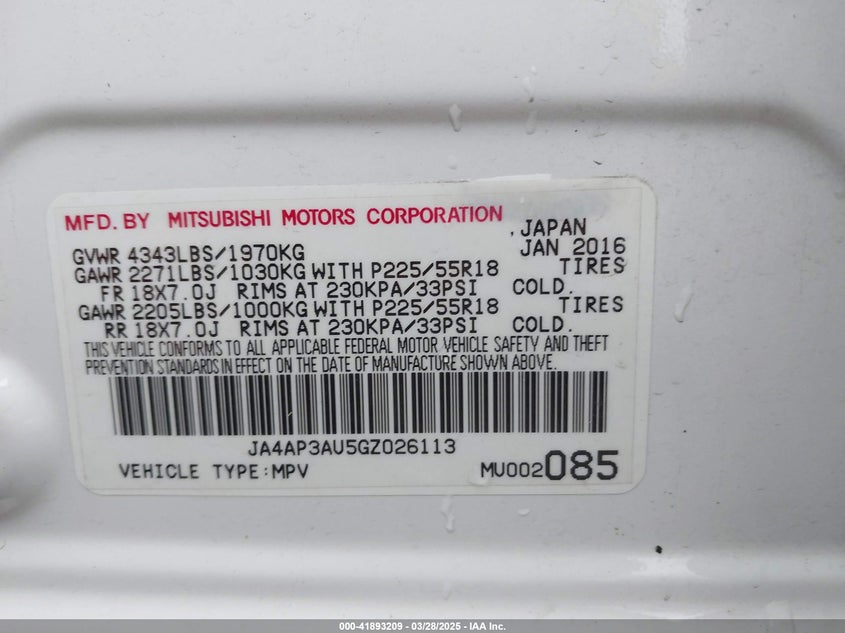 MFD. BY MITSUBISHI MOTORS CORPORATION
, JAPAN
GVWR 4343LBS/1970KG JAN 2016
GAWR 2271LBS/1030KG WITH P225/55R18 TIRES
FR 18X7.0J RIMS AT 230KPA/33PSI COLD.
GAWR 2205LBS/1000KG WITH P225/55R18 TIRES
RR 18X7.0J RIMS AT 230KPA/33PSI COLD.
THIS VEHICLE CONFORMS TO ALL APPLICABLE FEDERAL MOTOR VEHICLE SAFETY AND THEFT
PREVENTION STANDARDS IN EFFECT ON THE DATE OF MANUFACTURE SHOWN ABOVE.
JA4AP3AU5GZ026113
VEHICLE TYPE:MPV MU002085
000-41893209 - 03/28/2025 - IAA Inc.